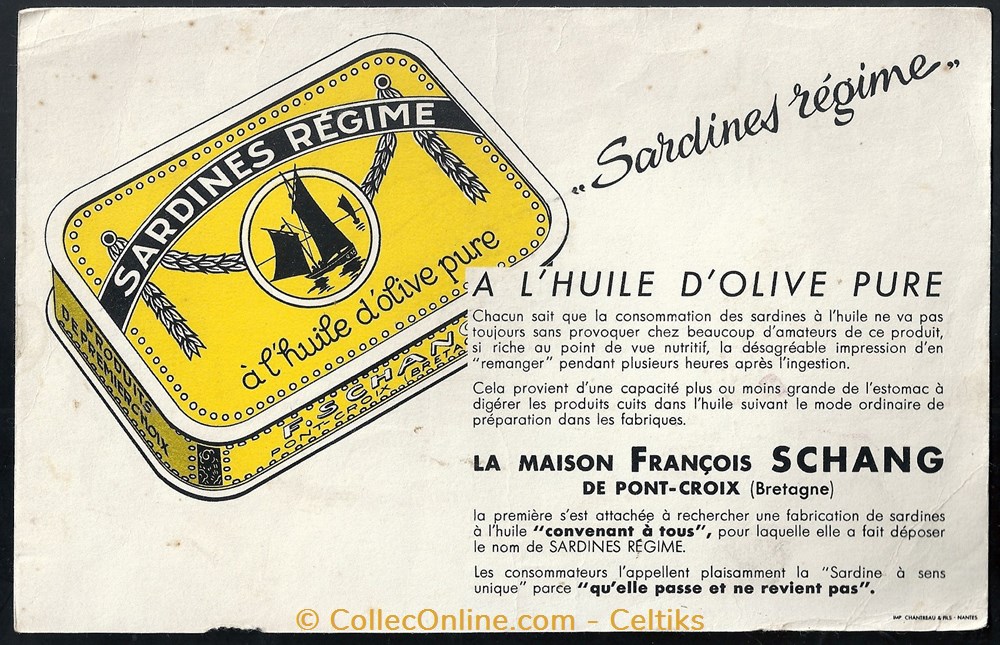 SARDINES RÉGIME
à l'huile d'olive pure
PRODUITS
DE PREMIER CHOIX
F. SCHANG
PONT-CROIX
„Sardines régime„
A L'HUILE D'OLIVE PURE
Chacun sait que la consommation des sardines à l'huile ne va pas
toujours sans provoquer chez beaucoup d'amateurs de ce produit,
si riche au point de vue nutritif, la désagréable impression d'en
"remanger" pendant plusieurs heures après l'ingestion.
Cela provient d'une capacité plus ou moins grande de l'estomac à
digérer les produits cuits dans l'huile suivant le mode ordinaire de
préparation dans les fabriques.
LA MAISON FRANÇOIS SCHANG
DE PONT-CROIX (Bretagne)
la première s'est attachée à rechercher une fabrication de sardines
à l'huile "convenant à tous", pour laquelle elle a fait déposer
le nom de SARDINES RÉGIME.
Les consommateurs l'appellent plaisamment la "Sardine à sens
unique" parce "qu'elle passe et ne revient pas".
IMP. CHANTREAU & FILS - NANTES
© CollecOnline.com - Celtiks